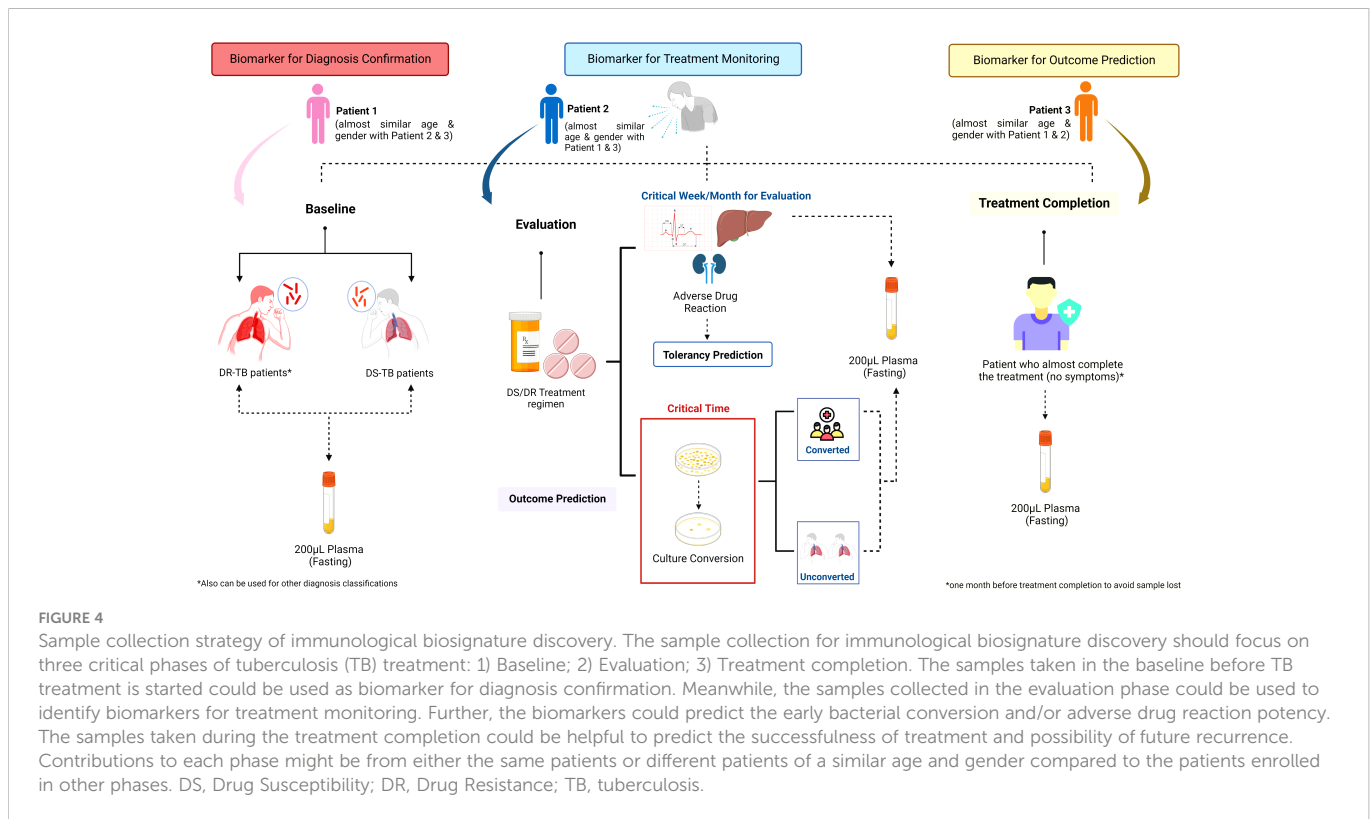 Biomarker for Diagnosis Confirmation
Biomarker for Treatment Monitoring
Biomarker for Outcome Prediction
Patient 1
(almost similar age &
gender with Patient 2 & 3)
Patient 2
(almost similar
age & gender with
Patient 1 & 3)
Patient 3
(almost similar age &
gender with Patient 1 & 2)
Baseline
DR-TB patients*
DS-TB patients
200µL Plasma
(Fasting)
*Also can be used for other diagnosis classifications
Evaluation
Rx
DS/DR Treatment
regimen
Outcome Prediction
Critical Week/Month for Evaluation
Adverse Drug
Reaction
Tolerancy Prediction
Critical Time
Culture Conversion
Converted
Unconverted
200µL Plasma
(Fasting)
Treatment Completion
Patient who almost complete
the treatment (no symptoms)*
200µL Plasma
(Fasting)
*one month before treatment completion to avoid sample lost
FIGURE 4
Sample collection strategy of immunological biosignature discovery. The sample collection for immunological biosignature discovery should focus on
three critical phases of tuberculosis (TB) treatment: 1) Baseline; 2) Evaluation; 3) Treatment completion. The samples taken in the baseline before TB
treatment is started could be used as biomarker for diagnosis confirmation. Meanwhile, the samples collected in the evaluation phase could be used to
identify biomarkers for treatment monitoring. Further, the biomarkers could predict the early bacterial conversion and/or adverse drug reaction potency.
The samples taken during the treatment completion could be helpful to predict the successfulness of treatment and possibility of future recurrence.
Contributions to each phase might be from either the same patients or different patients of a similar age and gender compared to the patients enrolled
in other phases. DS, Drug Susceptibility; DR, Drug Resistance; TB, tuberculosis.